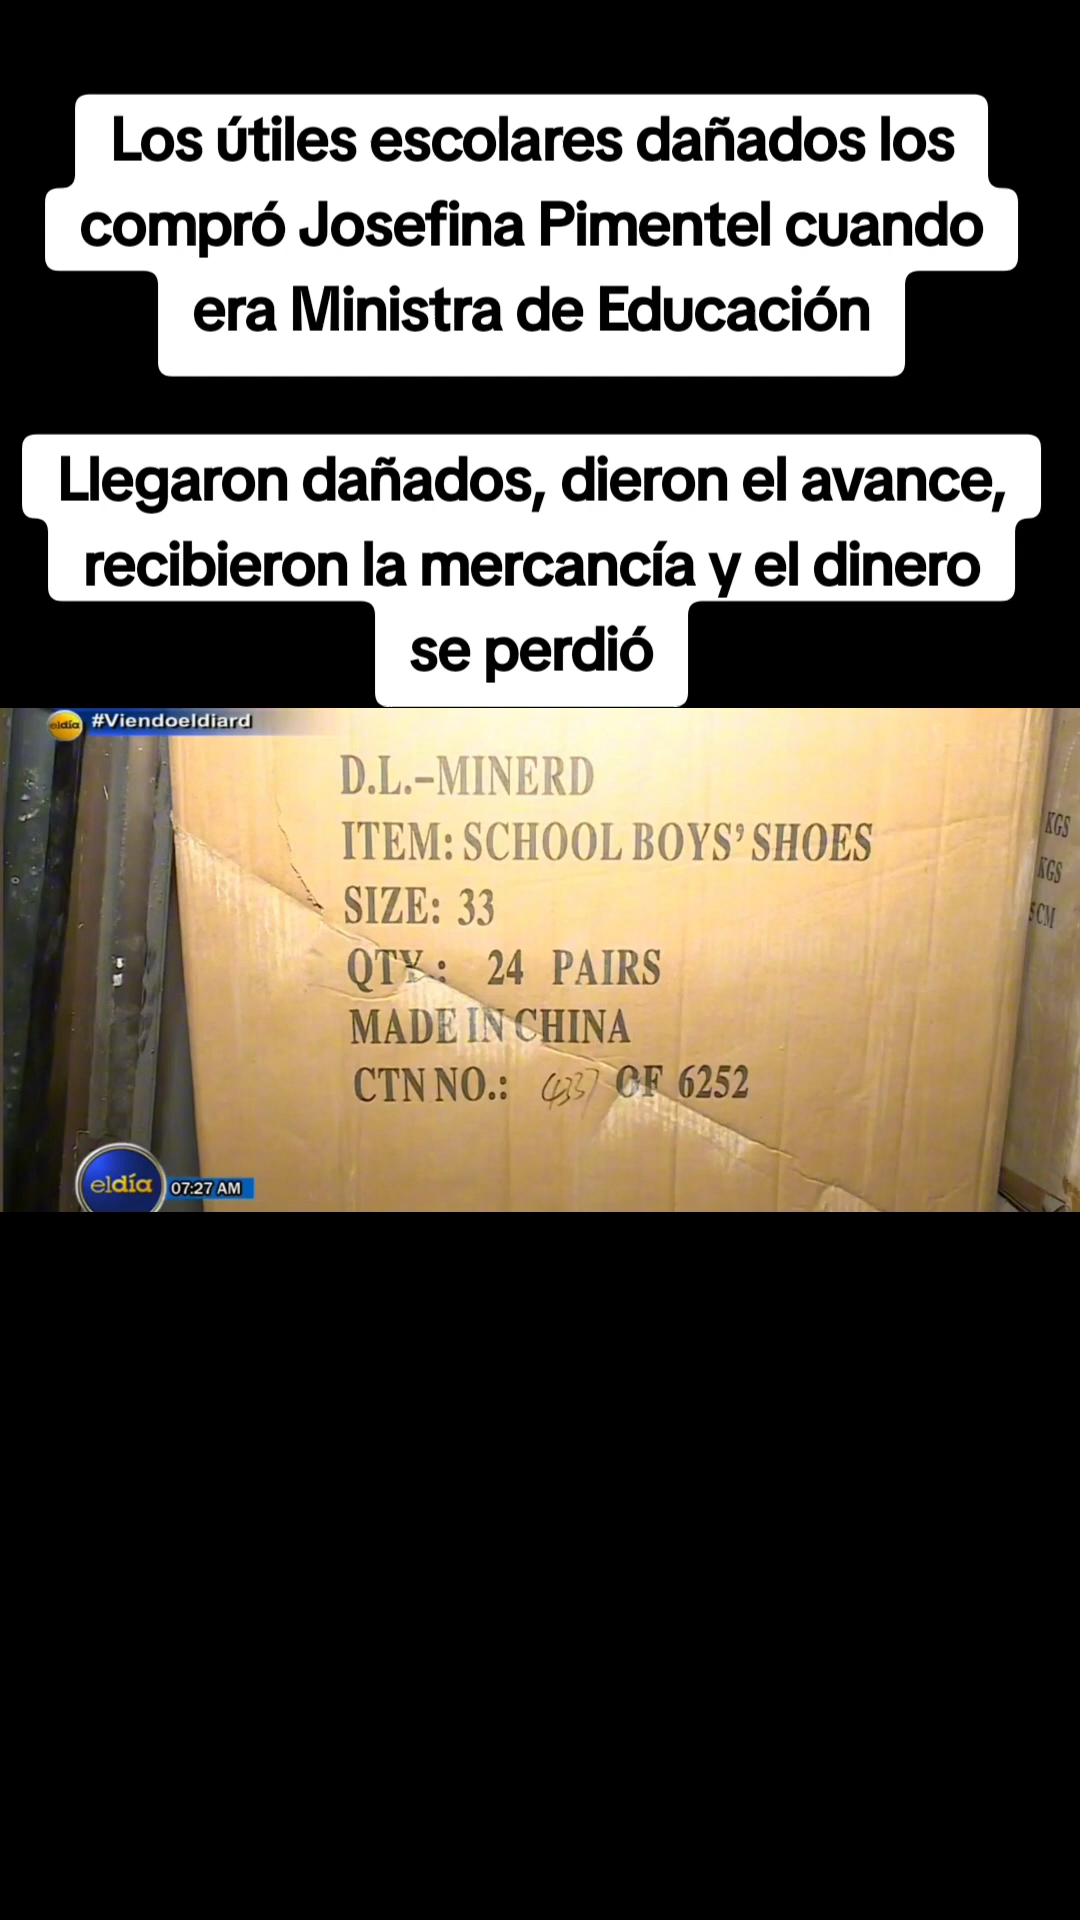 Los útiles escolares dañados los
compró Josefina Pimentel cuando
era Ministra de Educación
Llegaron dañados, dieron el avance,
recibieron la mercancía y el dinero
se perdió
eldía #Viendoeldiard
D.L.-MINERD
ITEM: SCHOOL BOYS' SHOES
SIZE: 33
QTY: 24 PAIRS
MADE IN CHINA
CTN NO.: 4337 OF 6252
KGS
KGS
5CM
eldía 07:27 AM